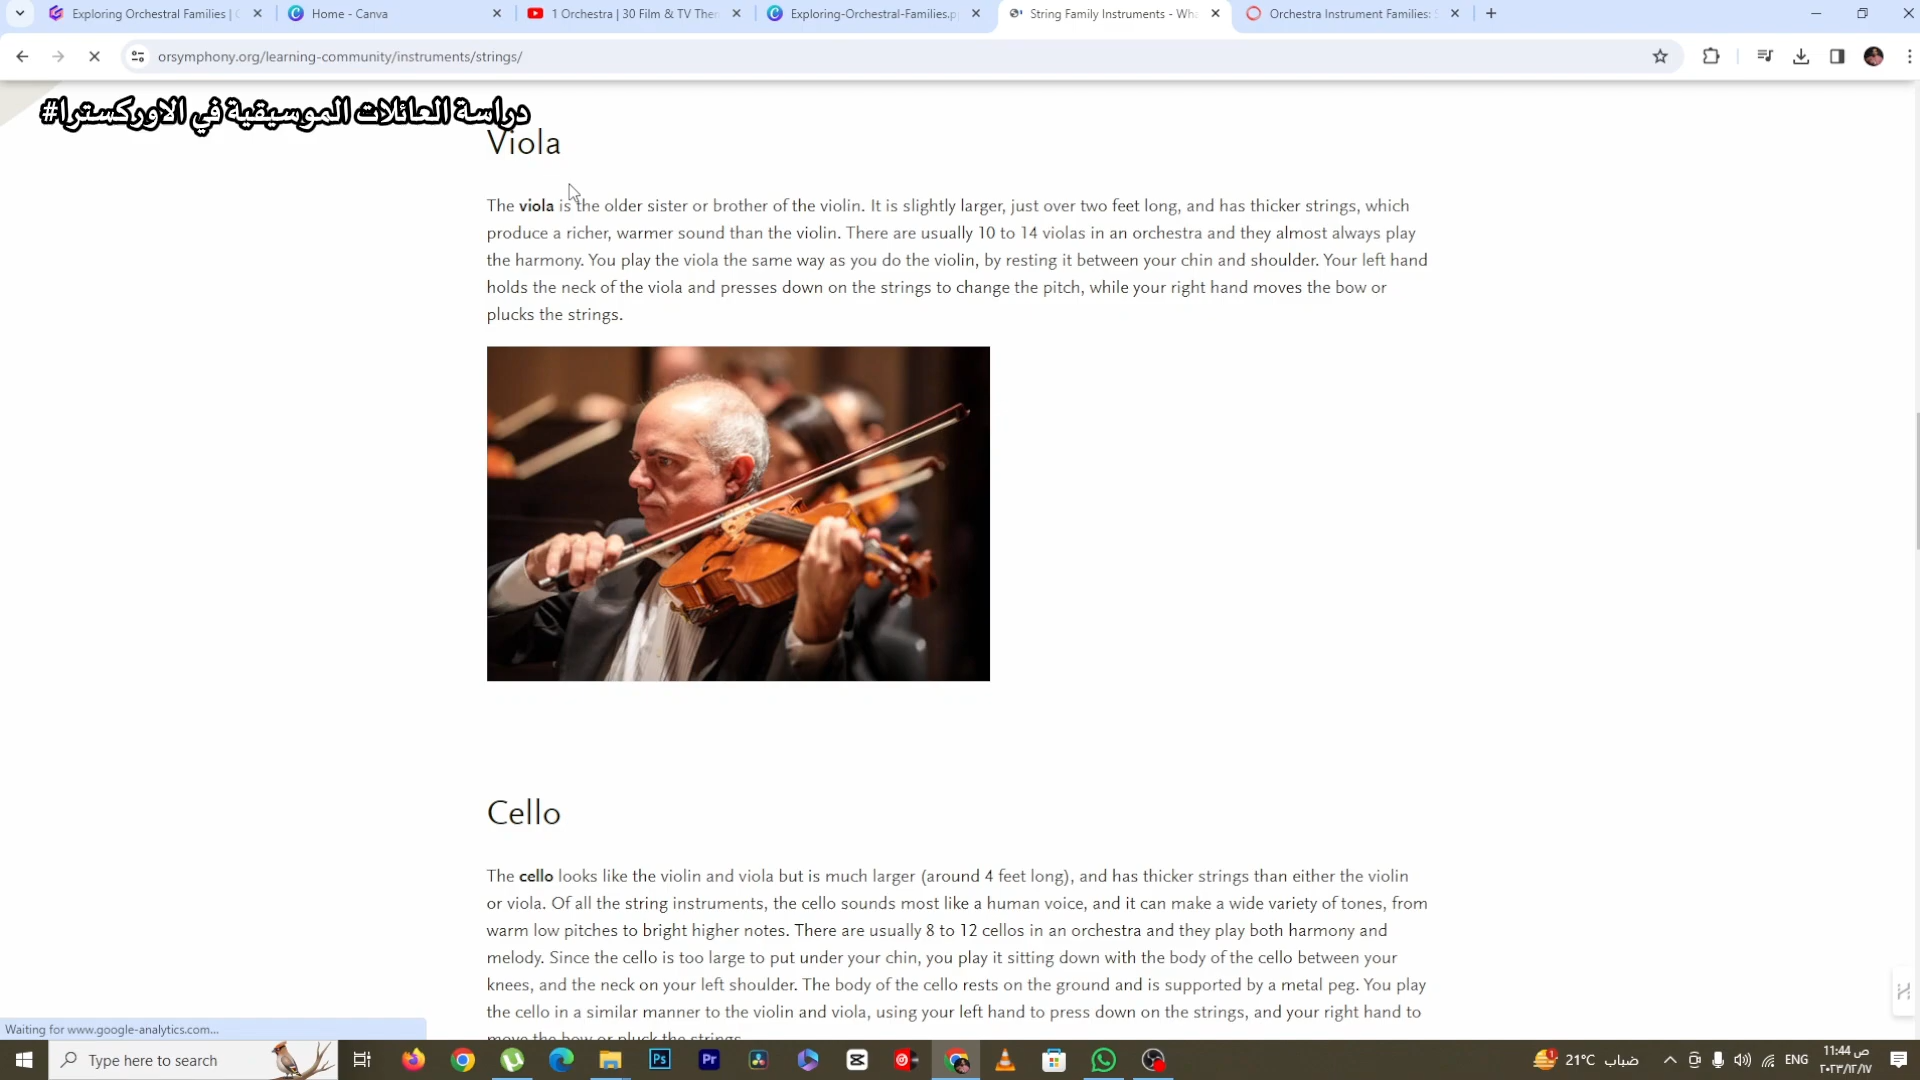 Exploring Orchestral Families | 
Home - Canva
1 Orchestra | 30 Film & TV Ther
Exploring-Orchestral-Families.p
String Family Instruments - Wha
Orchestra Instrument Families:
orsymphony.org/learning-community/instruments/strings/
#دراسة العائلات الموسيقية في الاوركسترا
Viola
The viola is the older sister or brother of the violin. It is slightly larger, just over two feet long, and has thicker strings, which
produce a richer, warmer sound than the violin. There are usually 10 to 14 violas in an orchestra and they almost always play
the harmony. You play the viola the same way as you do the violin, by resting it between your chin and shoulder. Your left hand
holds the neck of the viola and presses down on the strings to change the pitch, while your right hand moves the bow or
plucks the strings.
Cello
The cello looks like the violin and viola but is much larger (around 4 feet long), and has thicker strings than either the violin
or viola. Of all the string instruments, the cello sounds most like a human voice, and it can make a wide variety of tones, from
warm low pitches to bright higher notes. There are usually 8 to 12 cellos in an orchestra and they play both harmony and
melody. Since the cello is too large to put under your chin, you play it sitting down with the body of the cello between your
knees, and the neck on your left shoulder. The body of the cello rests on the ground and is supported by a metal peg. You play
the cello in a similar manner to the violin and viola, using your left hand to press down on the strings, and your right hand to
move the bow or pluck the strings.
Waiting for www.google-analytics.com...
Type here to search
Ps
Pr
1
21°C ضباب
ENG
11:44 ص
٢٠٢٣/١٢/١٧